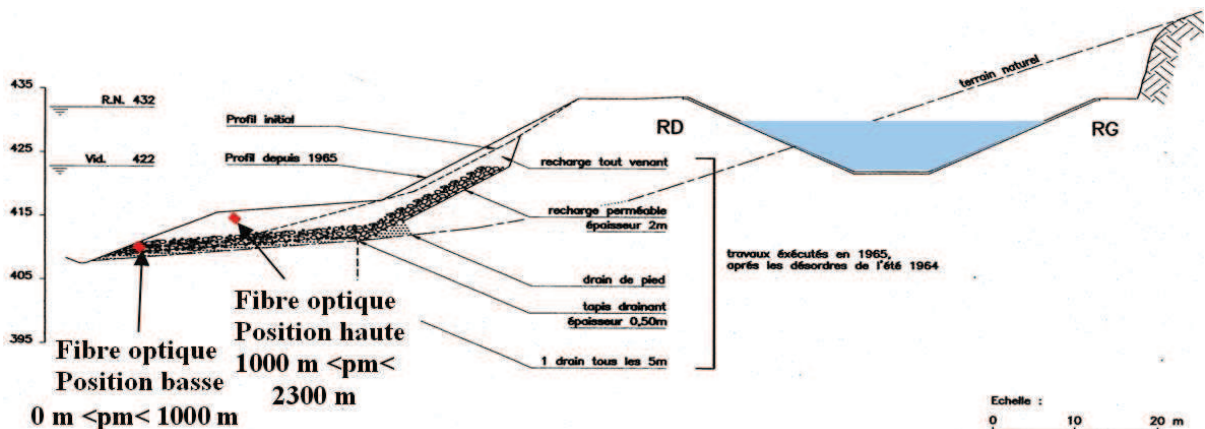 435
R.N. 432
425
Vid. 422
415
405
395
Profil initial
Profil depuis 1965
RD
RG
terrain naturel
recharge tout venant
recharge perméable
épaisseur 2m
drain de pied
tapis drainant
épaisseur 0,50m
1 drain tous les 5m
travaux éxécutés en 1965,
après les désordres de l'été 1964
Fibre optique
Position haute
1000 m <pm<
2300 m
Fibre optique
Position basse
0 m <pm< 1000 m
Echelle :
0 10 20 m